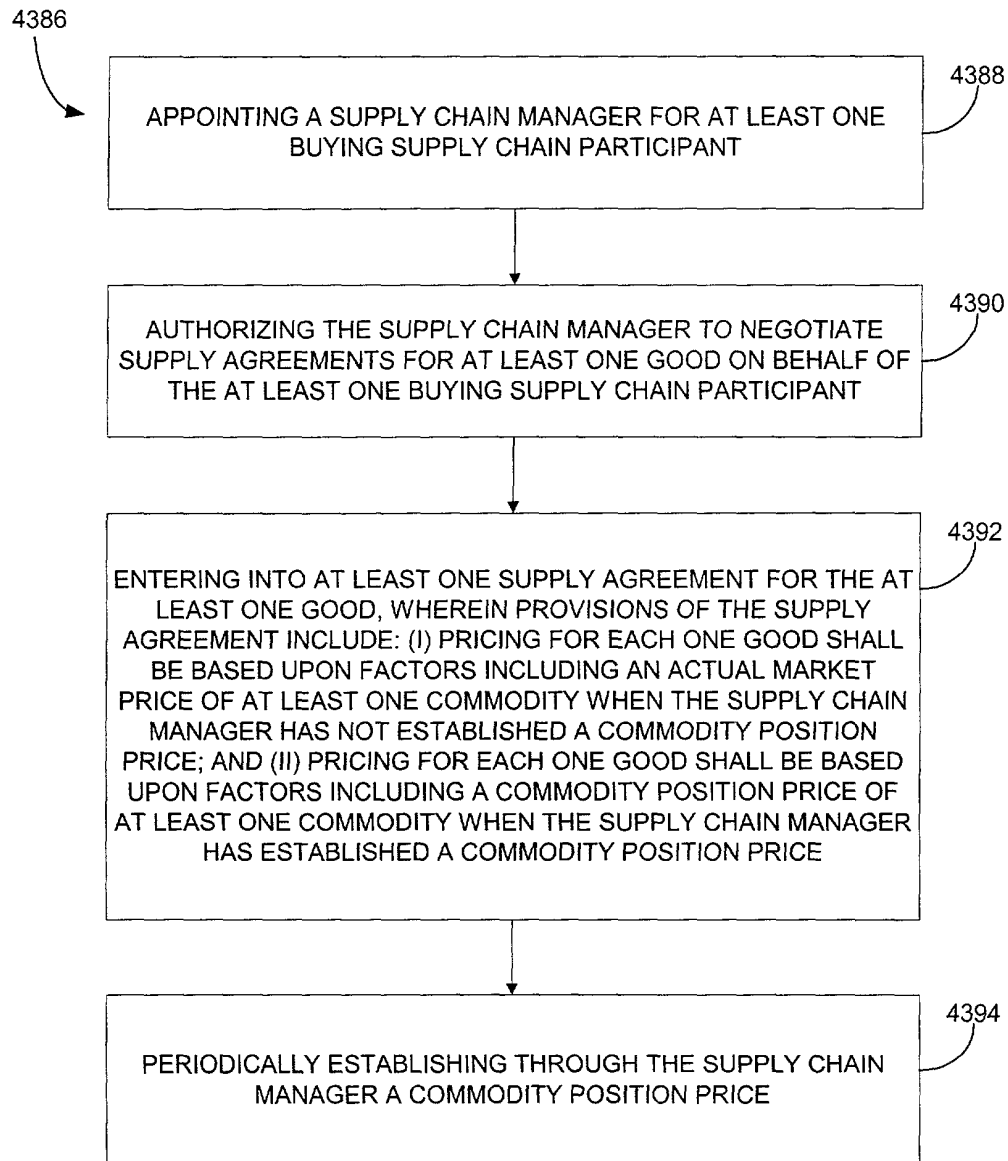 4386
4388
APPOINTING A SUPPLY CHAIN MANAGER FOR AT LEAST ONE
BUYING SUPPLY CHAIN PARTICIPANT
4390
AUTHORIZING THE SUPPLY CHAIN MANAGER TO NEGOTIATE
SUPPLY AGREEMENTS FOR AT LEAST ONE GOOD ON BEHALF OF
THE AT LEAST ONE BUYING SUPPLY CHAIN PARTICIPANT
4392
ENTERING INTO AT LEAST ONE SUPPLY AGREEMENT FOR THE AT
LEAST ONE GOOD, WHEREIN PROVISIONS OF THE SUPPLY
AGREEMENT INCLUDE: (I) PRICING FOR EACH ONE GOOD SHALL
BE BASED UPON FACTORS INCLUDING AN ACTUAL MARKET
PRICE OF AT LEAST ONE COMMODITY WHEN THE SUPPLY CHAIN
MANAGER HAS NOT ESTABLISHED A COMMODITY POSITION
PRICE; AND (II) PRICING FOR EACH ONE GOOD SHALL BE BASED
UPON FACTORS INCLUDING A COMMODITY POSITION PRICE OF
AT LEAST ONE COMMODITY WHEN THE SUPPLY CHAIN MANAGER
HAS ESTABLISHED A COMMODITY POSITION PRICE
4394
PERIODICALLY ESTABLISHING THROUGH THE SUPPLY CHAIN
MANAGER A COMMODITY POSITION PRICE